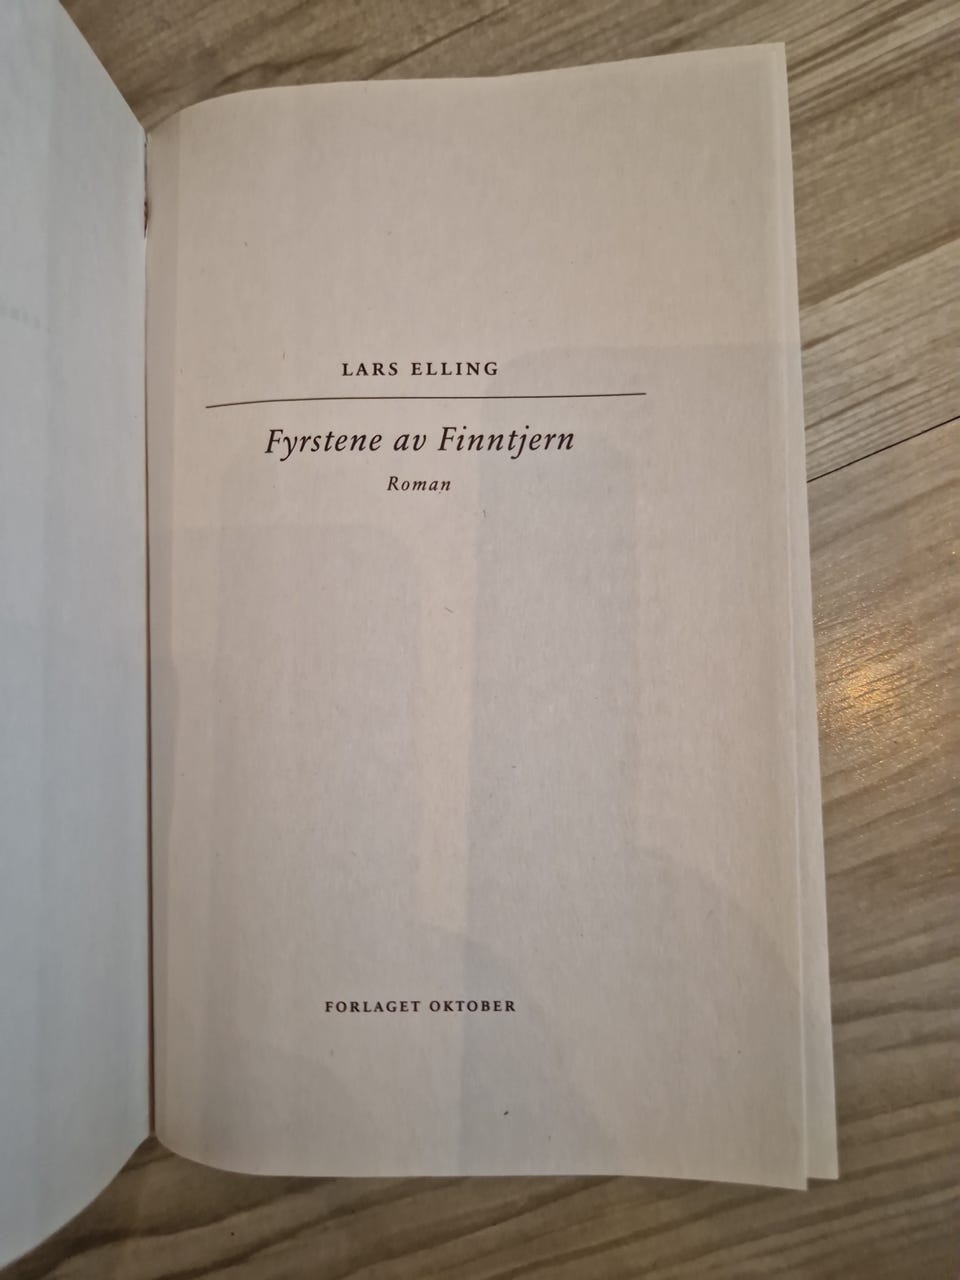 LARS ELLING
Fyrstene av Finntjern
Roman
FORLAGET OKTOBER